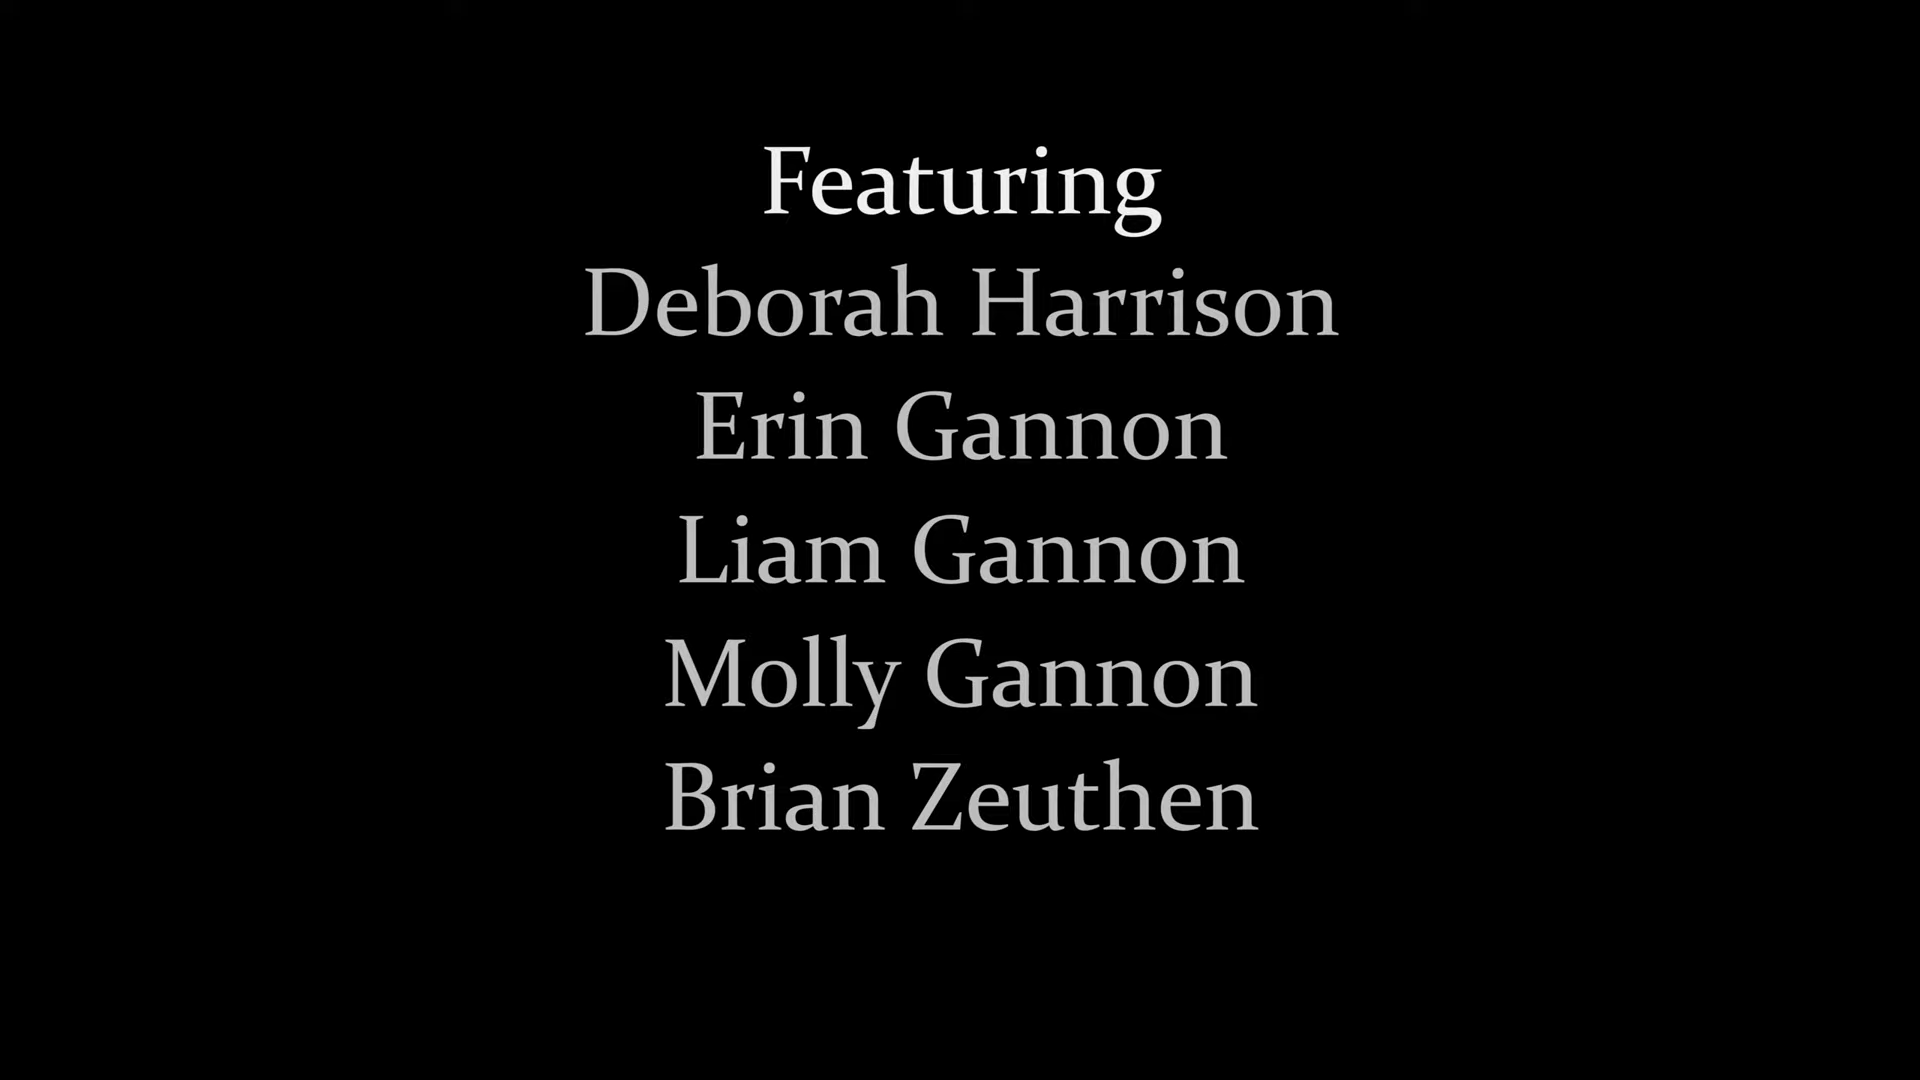 Featuring
Deborah Harrison
Erin Gannon
Liam Gannon
Molly Gannon
Brian Zeuthen